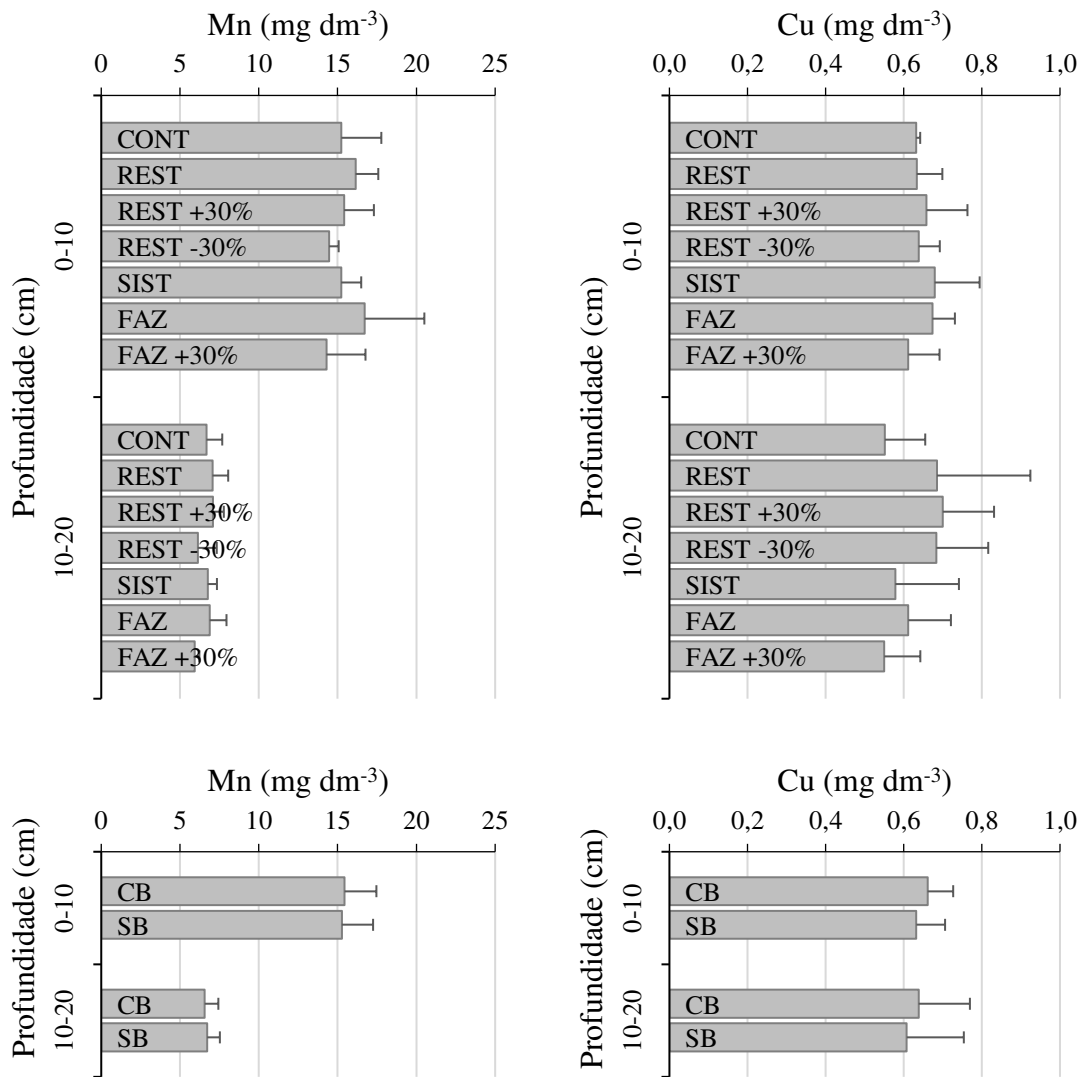 Mn (mg dm-3)
0 5 10 15 20 25
Profundidade (cm)
0-10
CONT
REST
REST +30%
REST -30%
SIST
FAZ
FAZ +30%
10-20
CONT
REST
REST +30%
REST -30%
SIST
FAZ
FAZ +30%
Cu (mg dm-3)
0,0 0,2 0,4 0,6 0,8 1,0
Profundidade (cm)
0-10
CONT
REST
REST +30%
REST -30%
SIST
FAZ
FAZ +30%
10-20
CONT
REST
REST +30%
REST -30%
SIST
FAZ
FAZ +30%
Mn (mg dm-3)
0 5 10 15 20 25
Profundidade (cm)
0-10
CB
SB
10-20
CB
SB
Cu (mg dm-3)
0,0 0,2 0,4 0,6 0,8 1,0
Profundidade (cm)
0-10
CB
SB
10-20
CB
SB